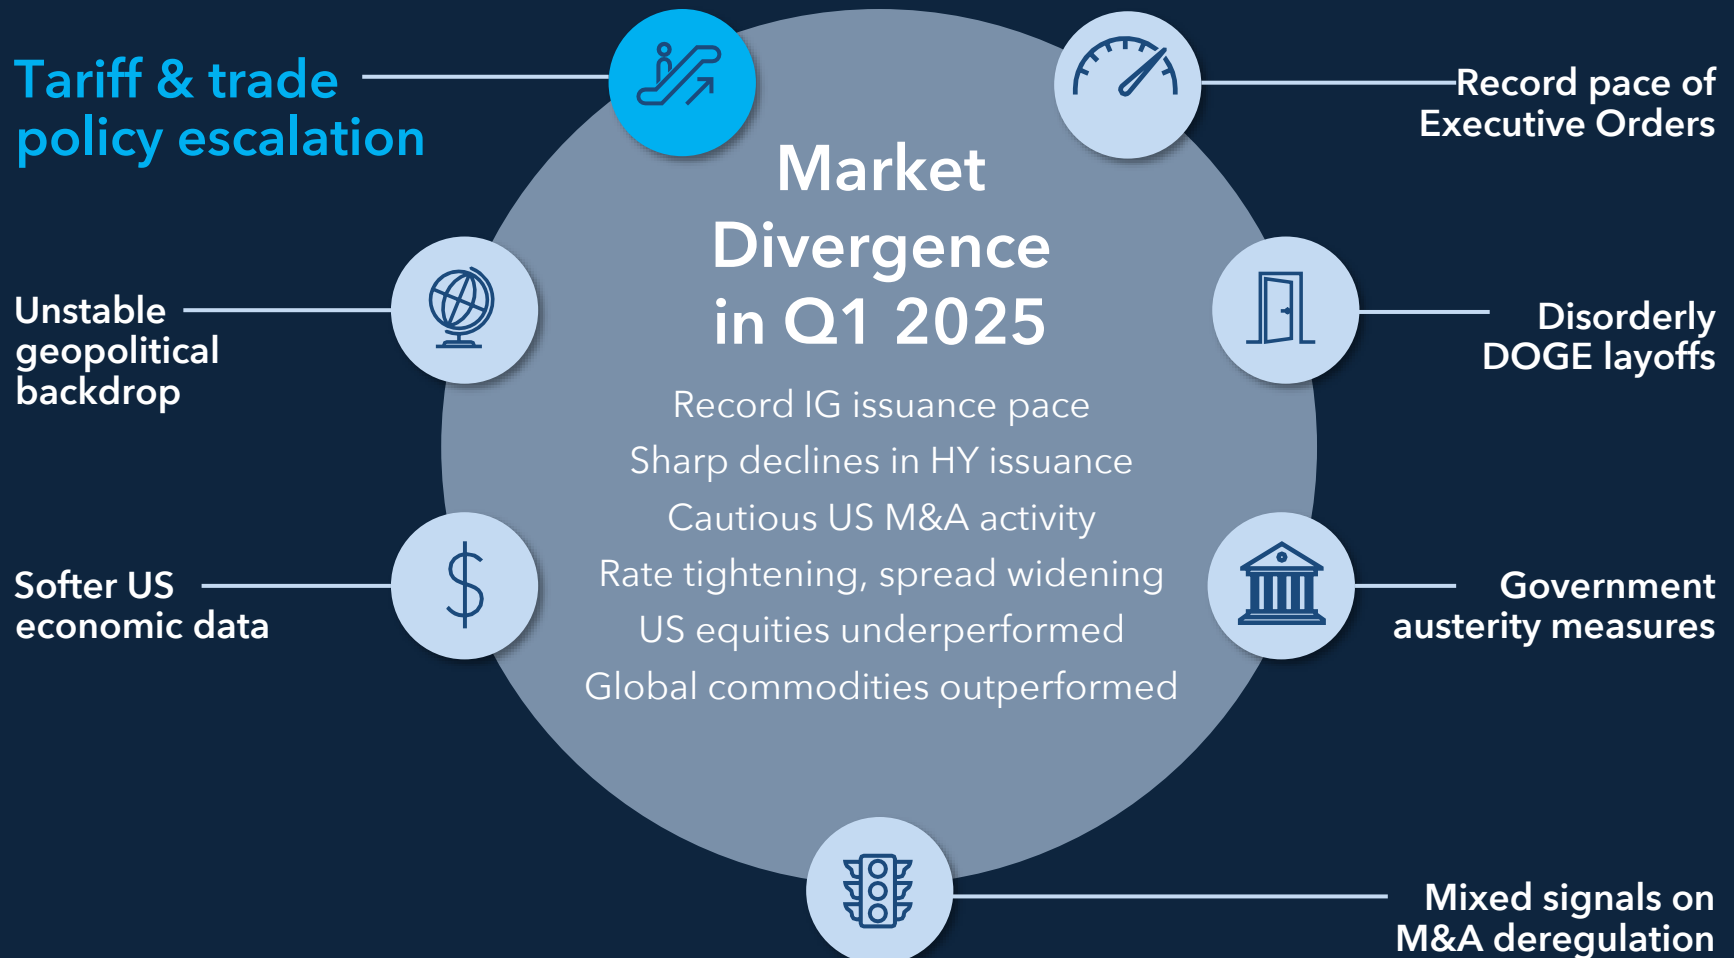 Tariff & trade
policy escalation
Unstable
geopolitical
backdrop
Softer US
economic data
Market
Divergence
in Q1 2025
Record IG issuance pace
Sharp declines in HY issuance
Cautious US M&A activity
Rate tightening, spread widening
US equities underperformed
Global commodities outperformed
Record pace of
Executive Orders
Disorderly
DOGE layoffs
Government
austerity measures
Mixed signals on
M&A deregulation